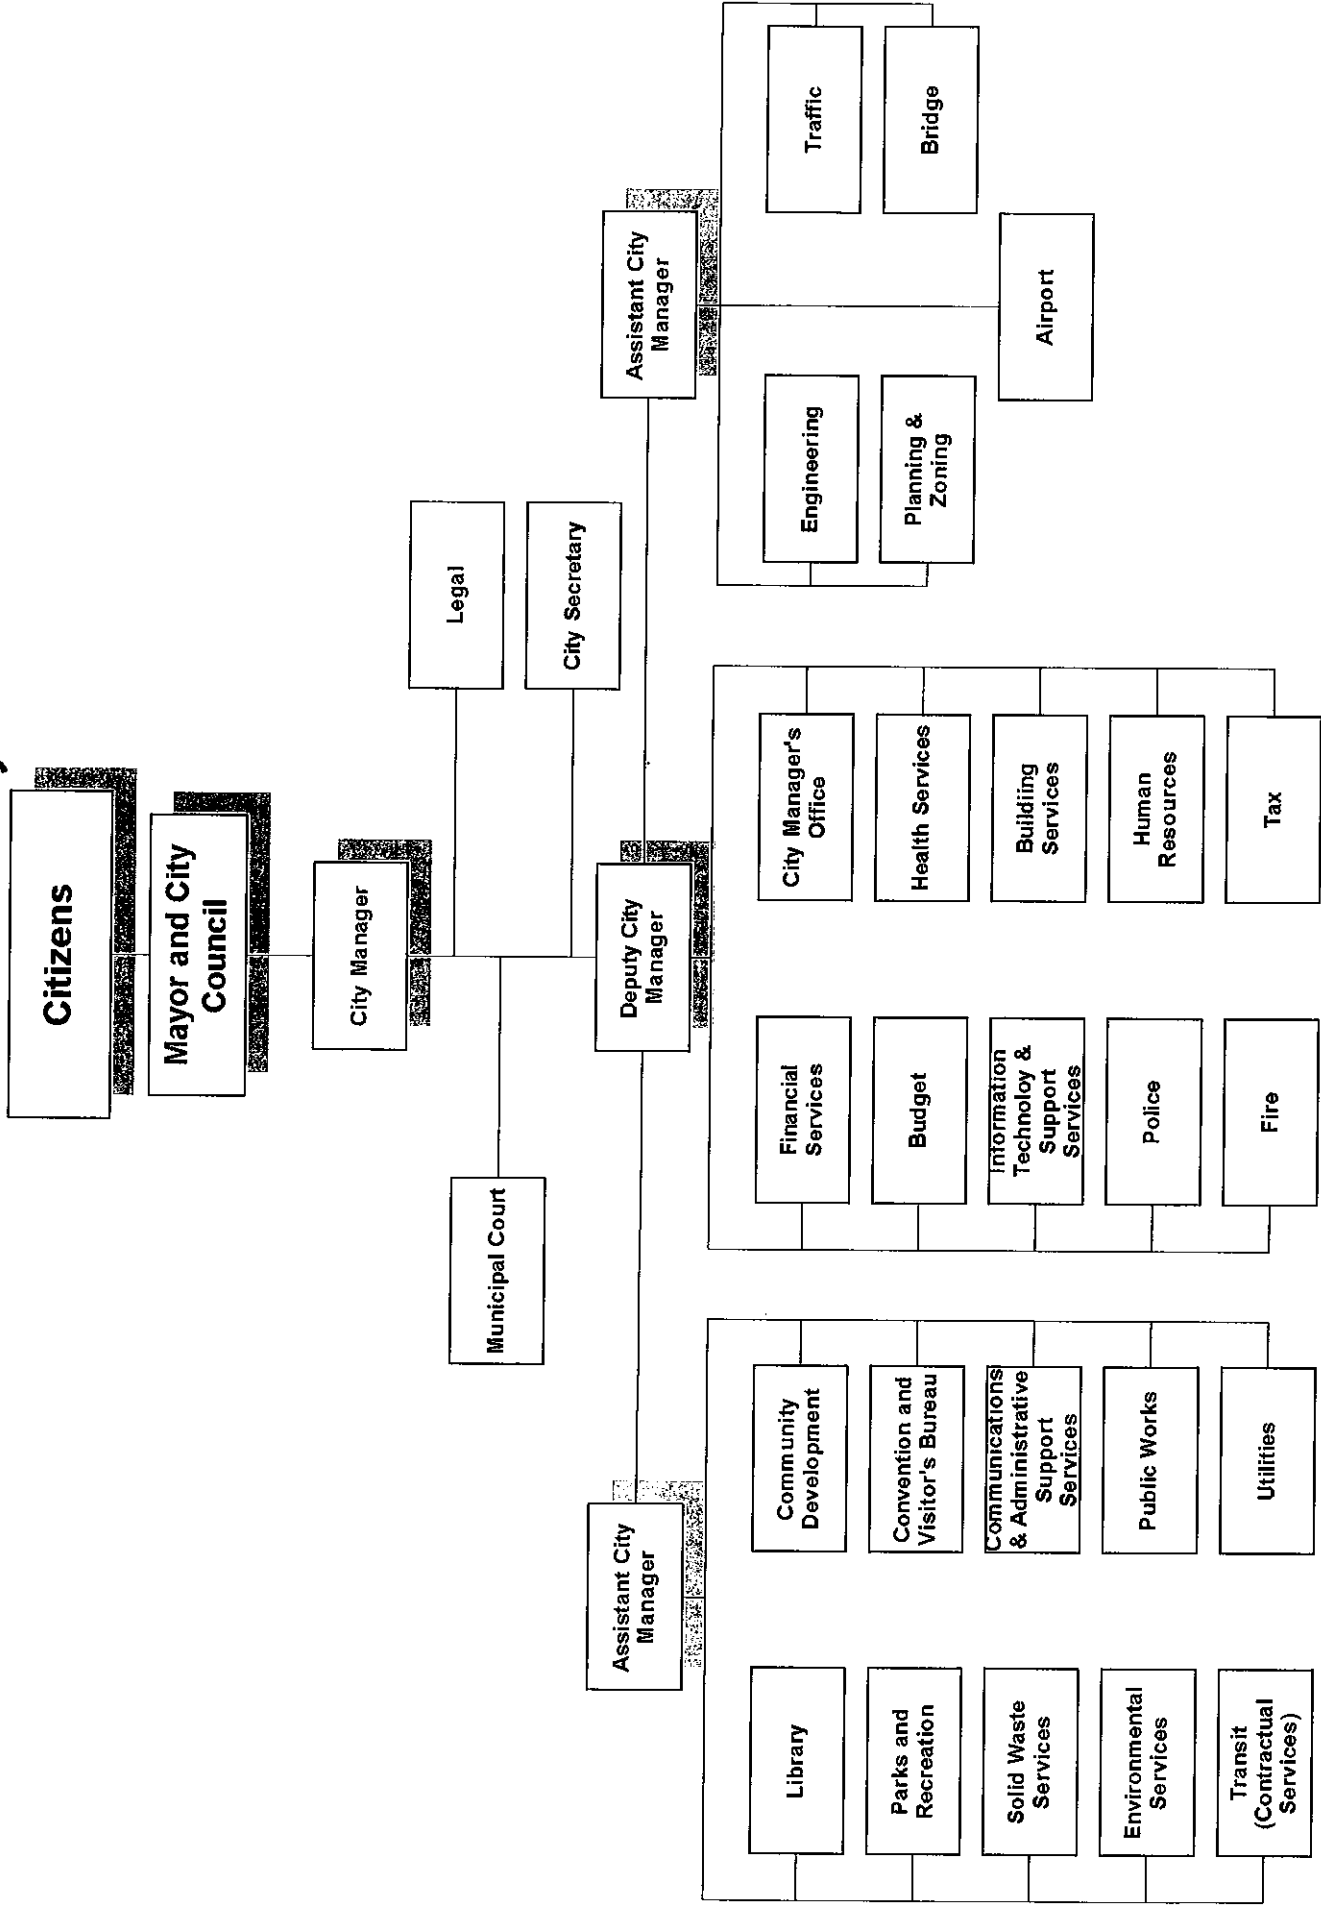 Citizens
Mayor and City
Council
City Manager
Legal
Municipal Court
City Secretary
Assistant City
Manager
Deputy City
Manager
Assistant City
Manager
Library
Community
Development
Parks and
Recreation
Convention and
Visitor's Bureau
Solid Waste
Services
Communications
& Administrative
Support
Services
Environmental
Services
Public Works
Transit
(Contractual
Services)
Utilities
Financial
Services
City Manager's
Office
Budget
Health Services
Information
Technoloy &
Support
Services
Buildiing
Services
Police
Human
Resources
Fire
Tax
Engineering
Traffic
Planning &
Zoning
Bridge
Airport